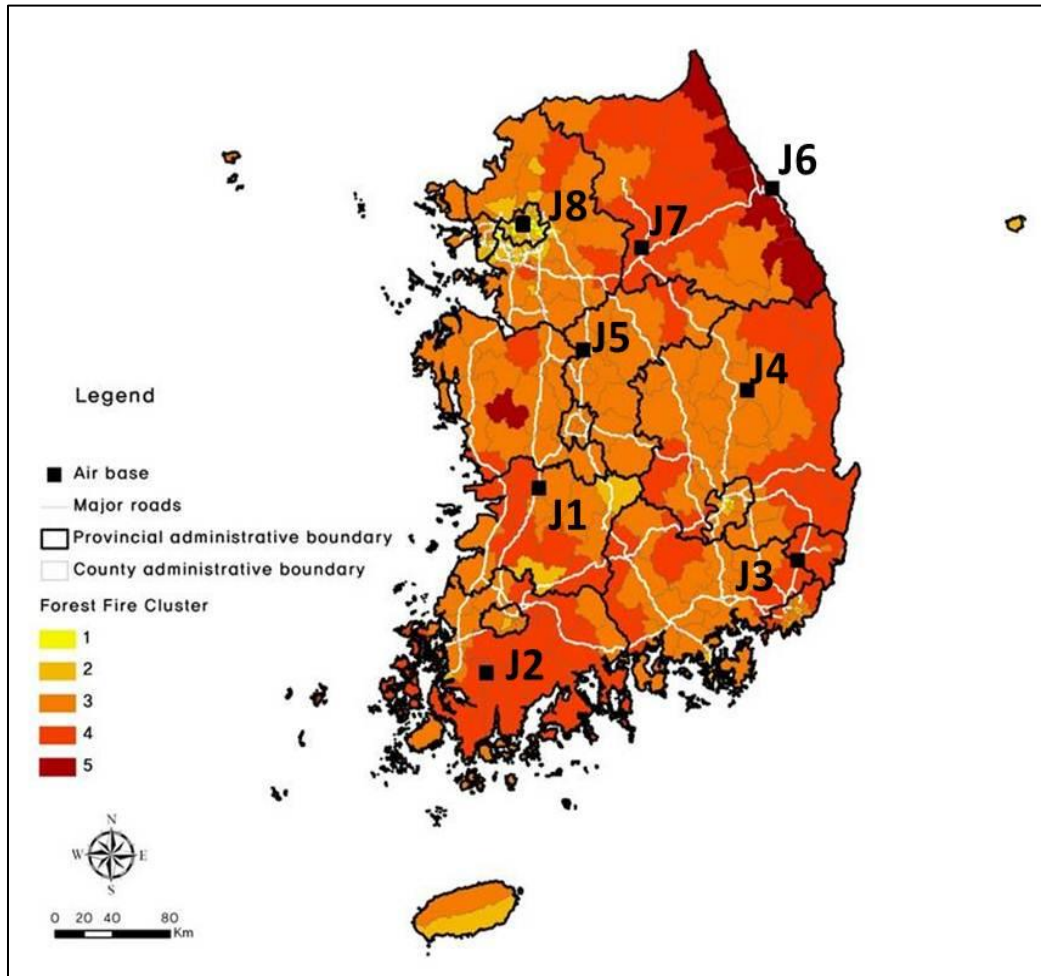 J6
J8
J7
J5
J4
Legend
Air base
Major roads
Provincial administrative boundary
County administrative boundary
J1
J3
Forest Fire Cluster
1
2
3
4
5
J2
N
W E
S
0 20 40 80
Km